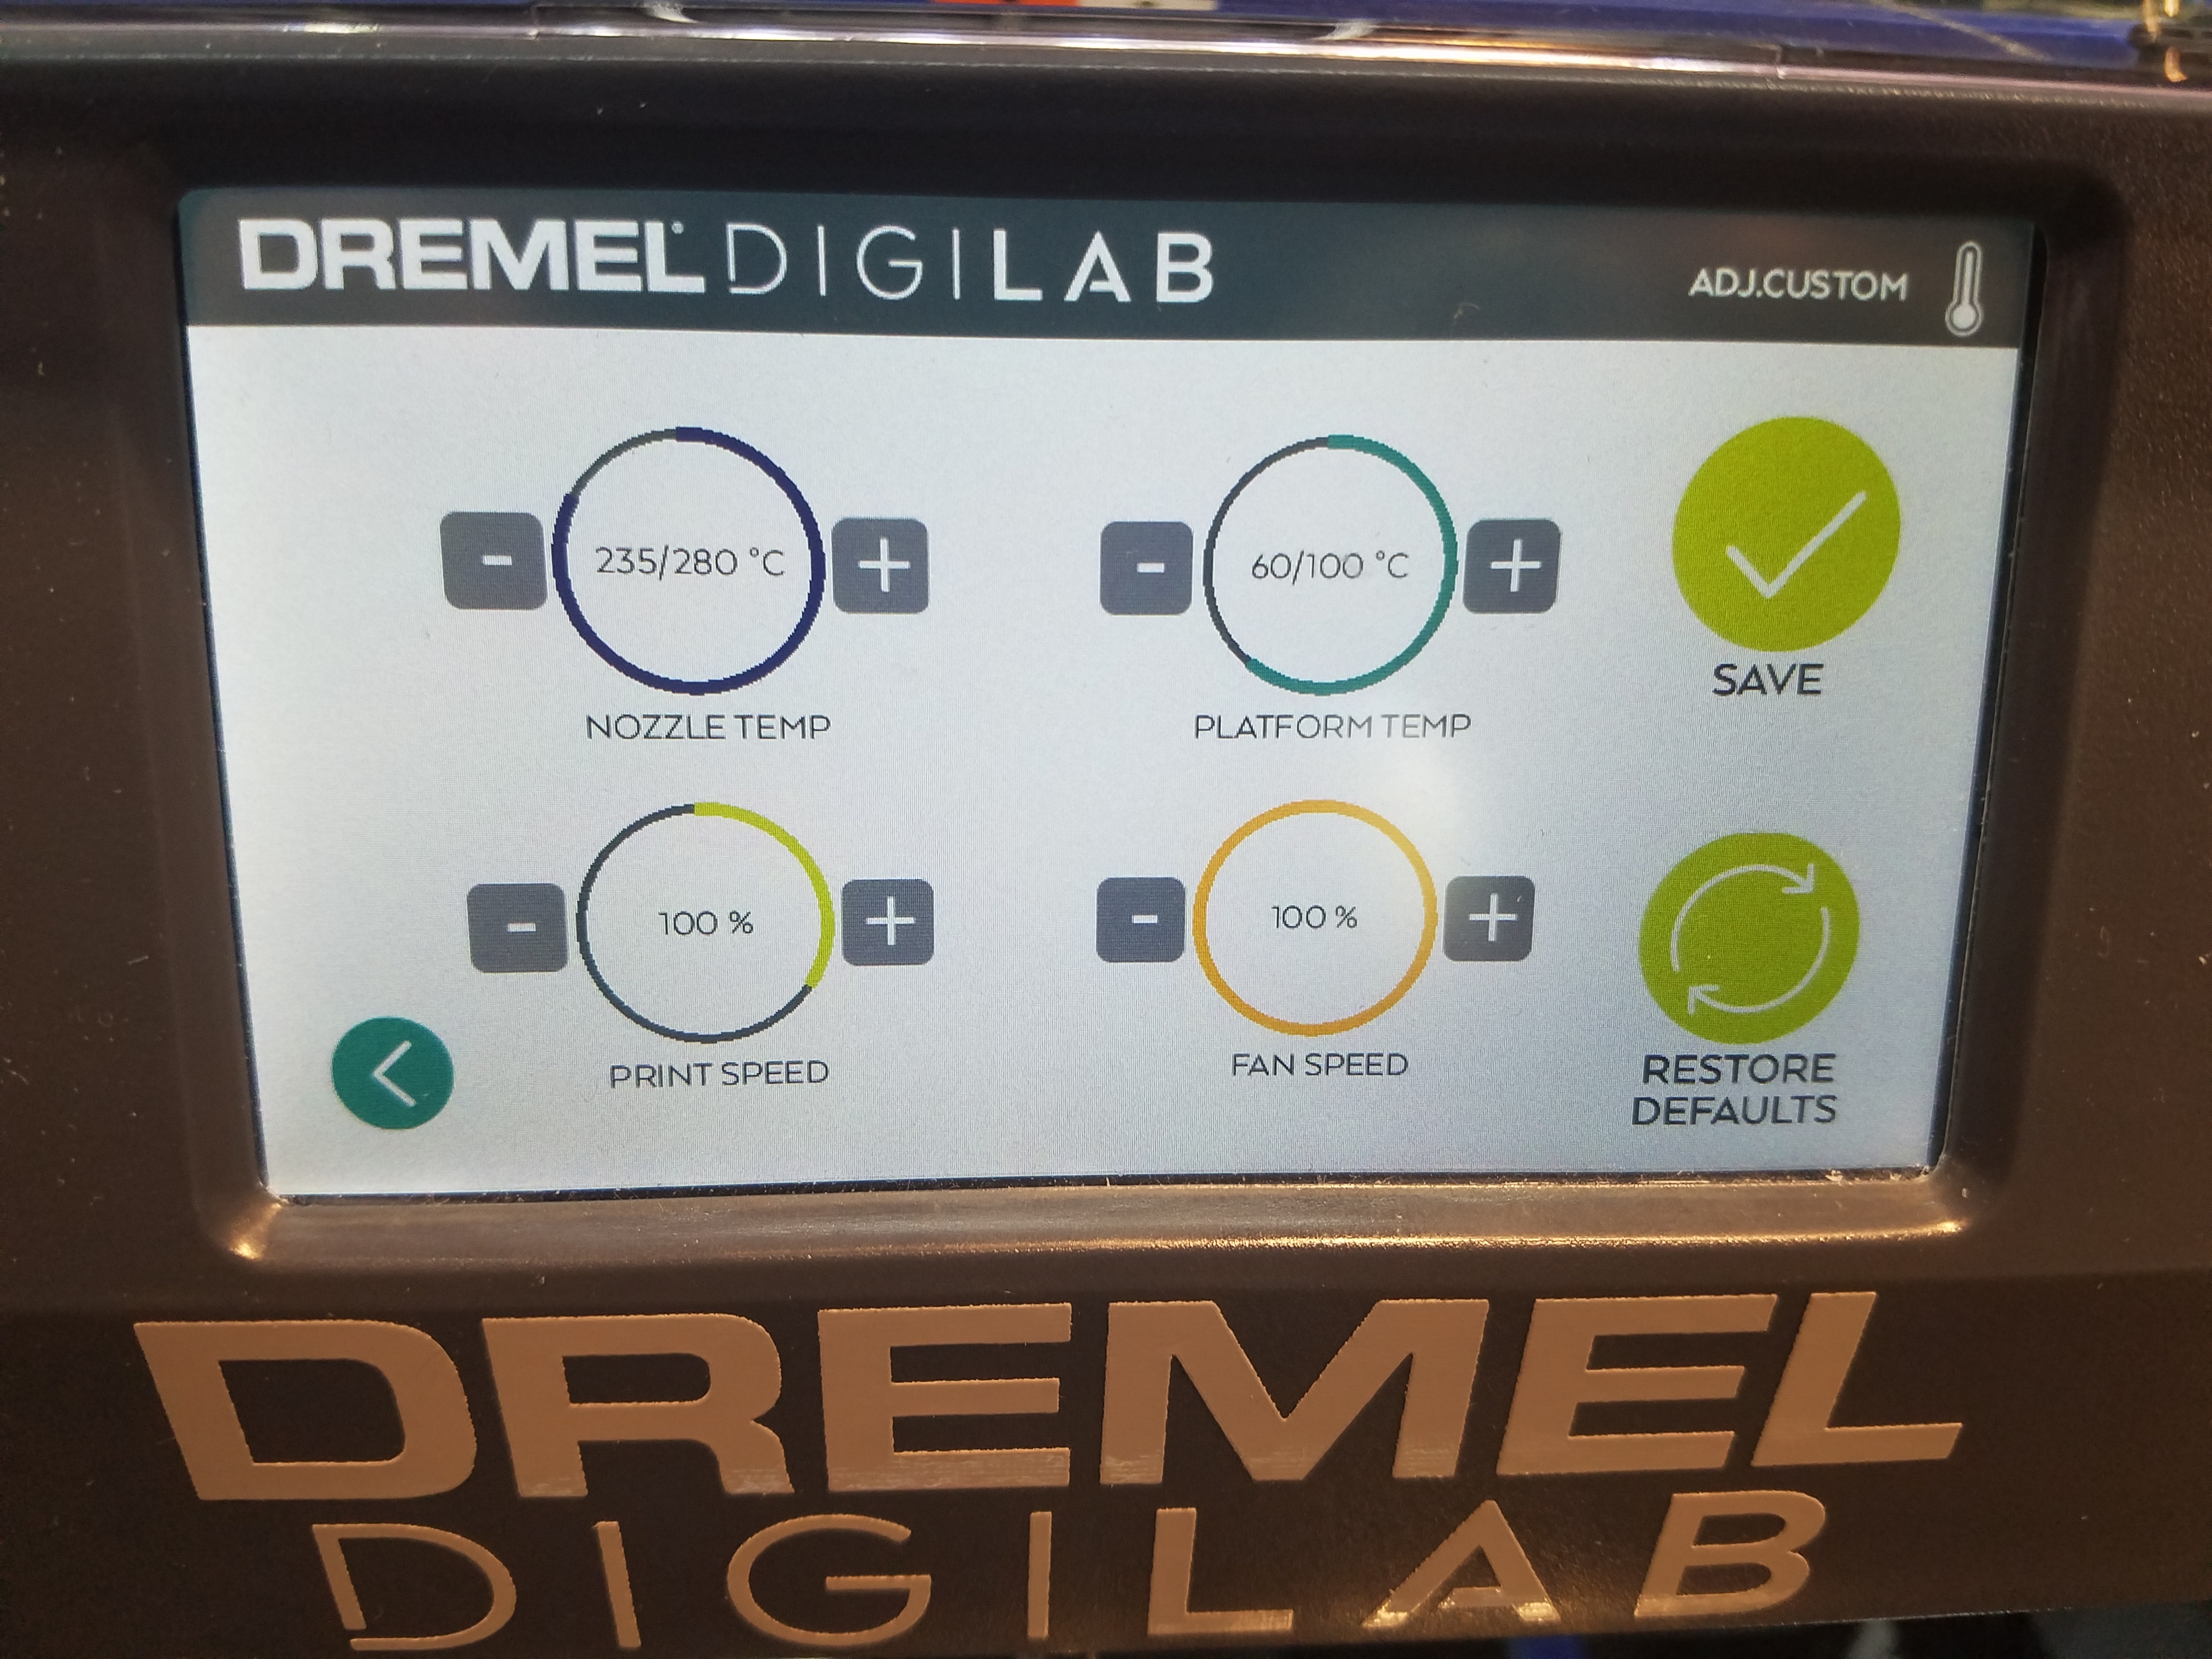 DREMEL® DIGILAB
ADJ.CUSTOM
- 235/280 °C +
NOZZLE TEMP
- 60/100 °C +
PLATFORM TEMP
SAVE
- 100 % +
PRINT SPEED
- 100 % +
FAN SPEED
RESTORE
DEFAULTS
DREMEL
DIGILAB